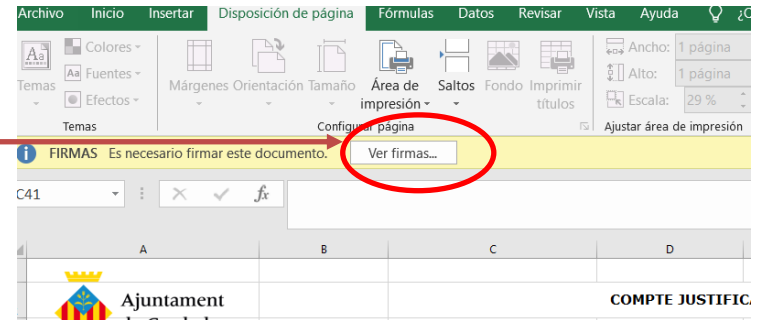 Archivo Inicio Insertar Disposición de página Fórmulas Datos Revisar Vista Ayuda
Colores Ancho: 1 página
Aa Fuentes Alto: 1 página
Temas Efectos Márgenes Orientación Tamaño Área de impresión Saltos Fondo Imprimir títulos Escala: 29 %
Temas Configurar página Ajustar área de impresión
FIRMAS Es necesario firmar este documento. Ver firmas...
C41 fx
A B C D
Ajuntament COMPTE JUSTIFICA